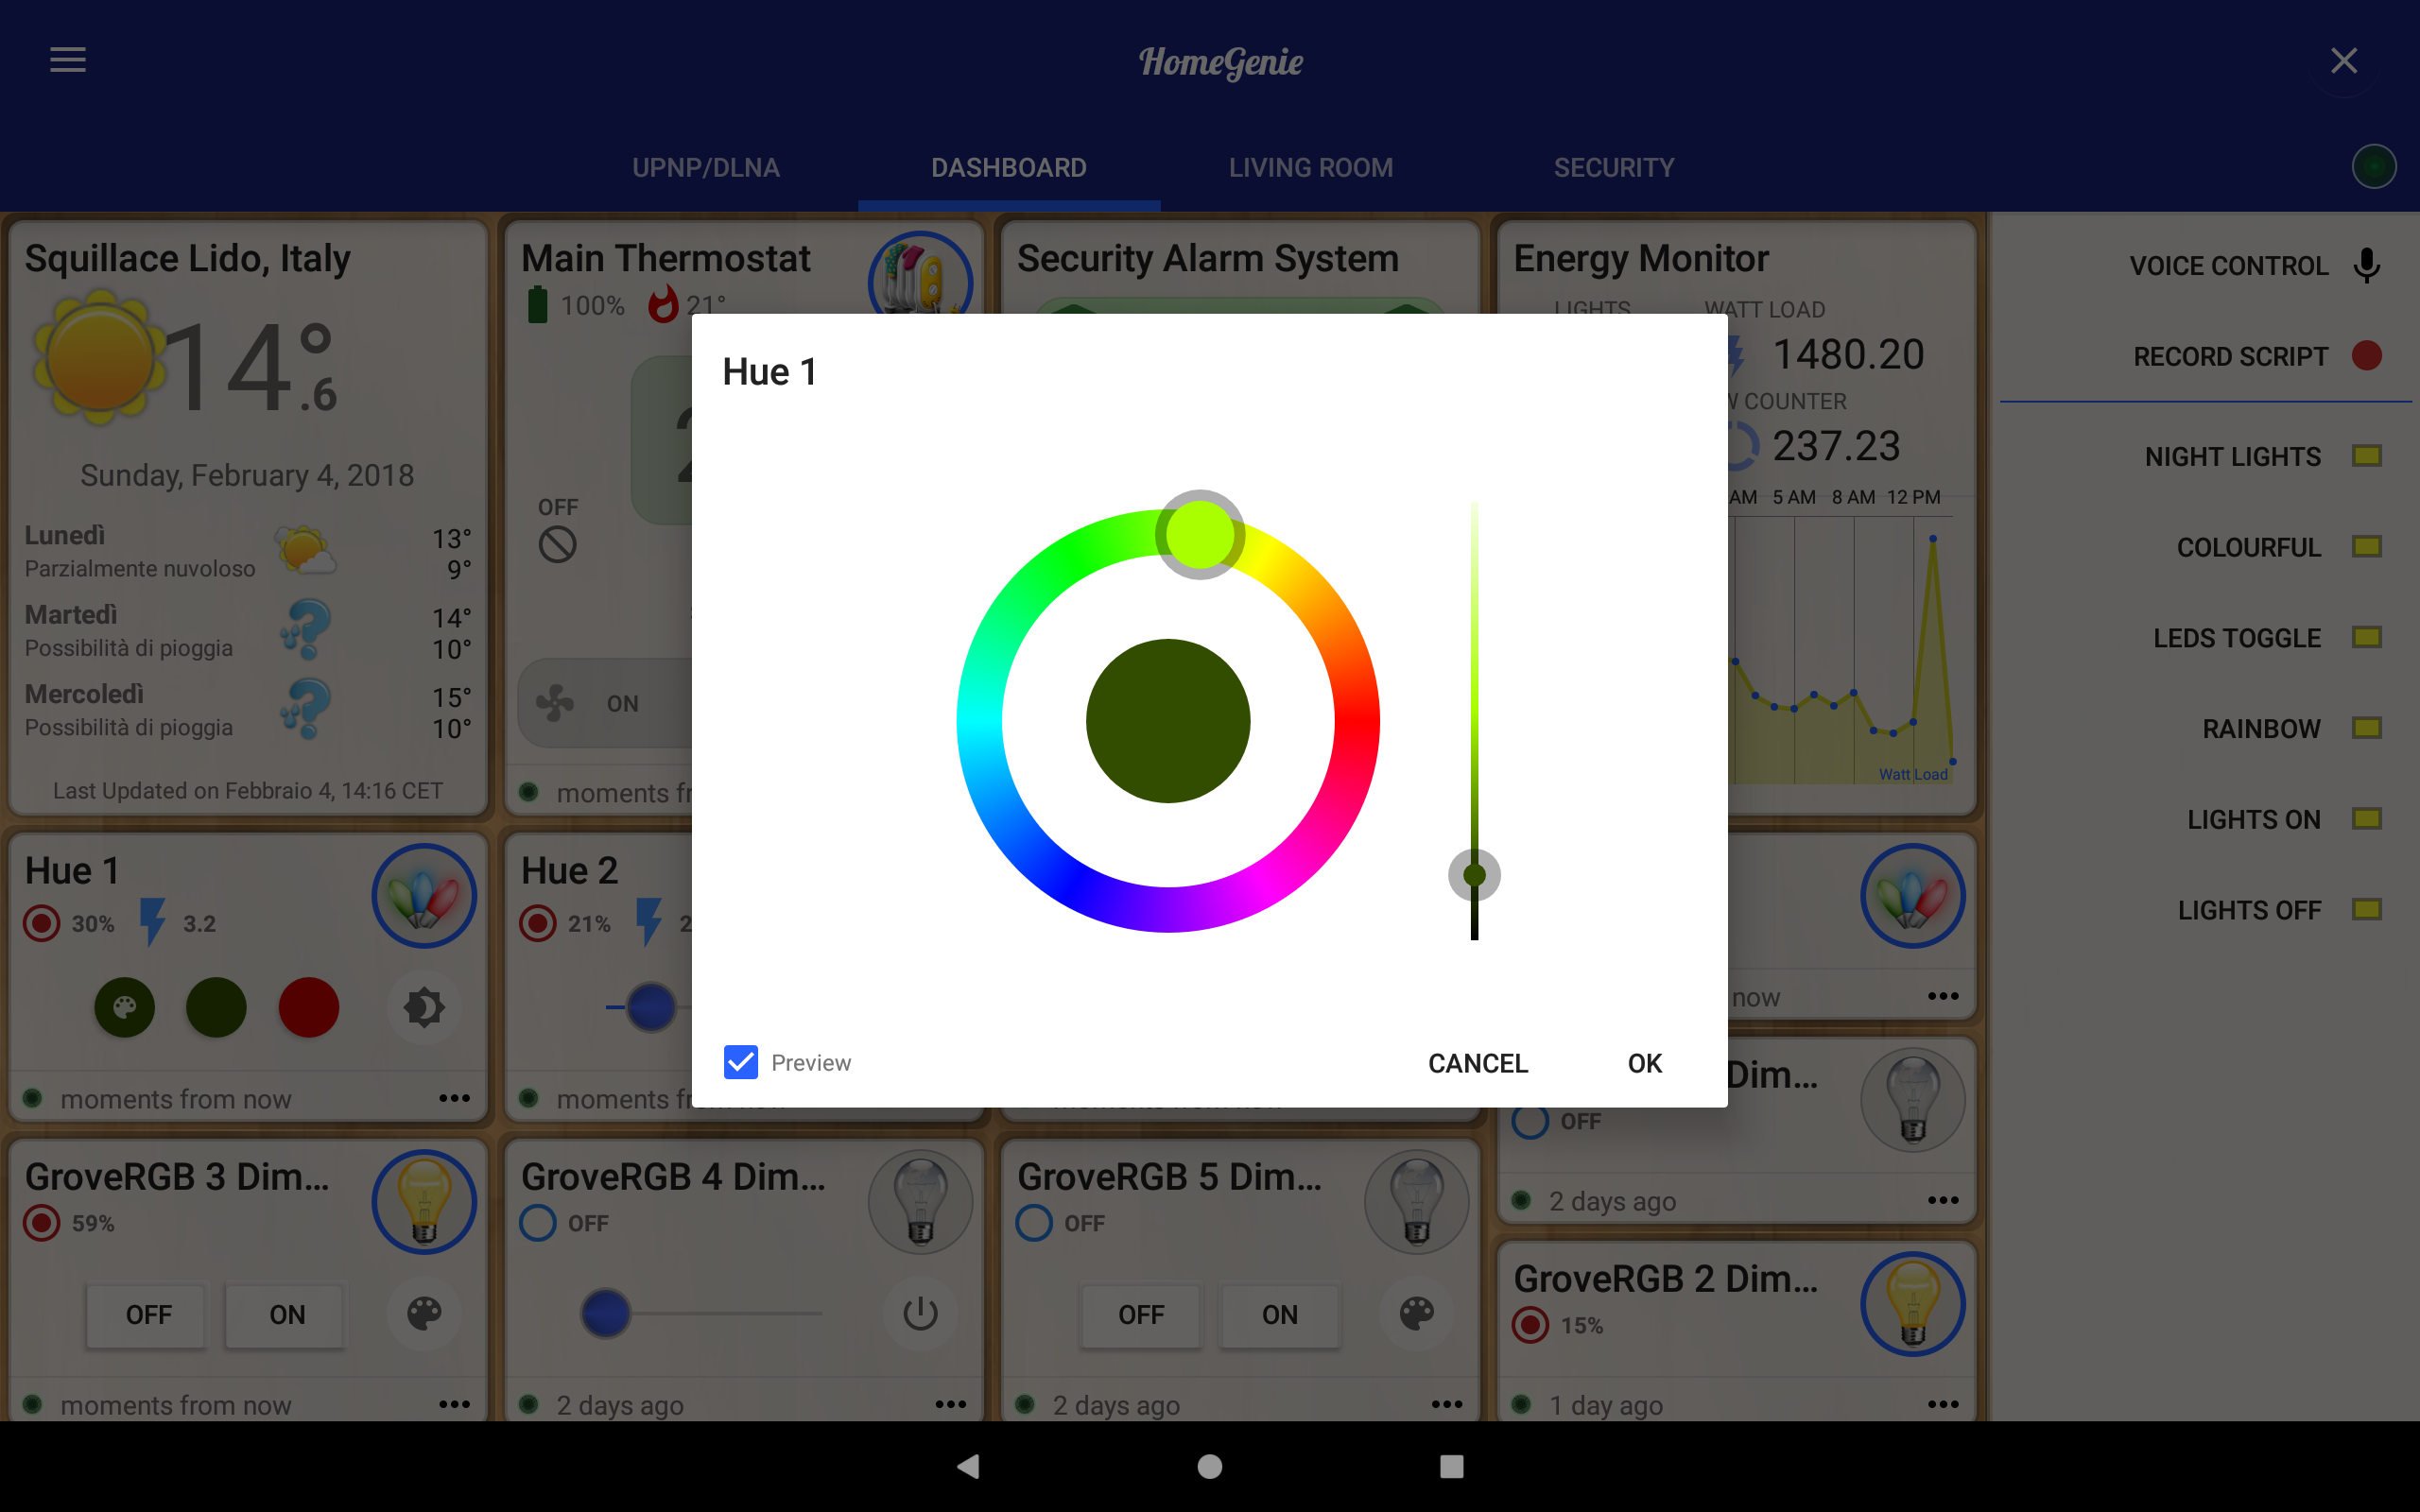 HomeGenie
UPNP/DLNA
DASHBOARD
LIVING ROOM
SECURITY
Squillace Lido, Italy
14°.6
Sunday, February 4, 2018
Lunedì
Parzialmente nuvoloso
13°
9°
Martedì
Possibilità di pioggia
14°
10°
Mercoledì
Possibilità di pioggia
15°
10°
Last Updated on Febbraio 4, 14:16 CET
Main Thermostat
100%
21°
OFF
ON
Security Alarm System
Energy Monitor
LIGHTS
WATT LOAD
1480.20
COUNTER
237.23
AM 5 AM 8 AM 12 PM
Watt Load
VOICE CONTROL
RECORD SCRIPT
NIGHT LIGHTS
COLOURFUL
LEDS TOGGLE
RAINBOW
LIGHTS ON
LIGHTS OFF
Hue 1
Preview
CANCEL
OK
Hue 1
30%
3.2
moments from now
Hue 2
21%
moments from now
now
Dim...
OFF
2 days ago
GroveRGB 3 Dim...
59%
OFF
ON
moments from now
GroveRGB 4 Dim...
OFF
2 days ago
GroveRGB 5 Dim...
OFF
OFF
ON
2 days ago
GroveRGB 2 Dim...
15%
1 day ago